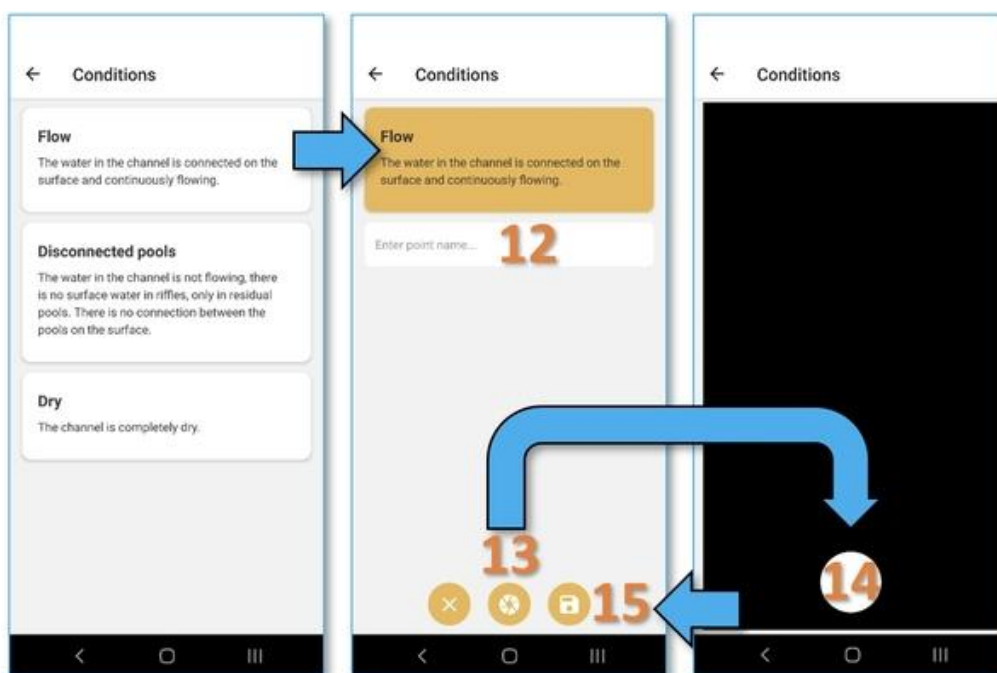 Conditions
Flow
The water in the channel is connected on the
surface and continuously flowing.
Disconnected pools
The water in the channel is not flowing, there
is no surface water in riffles, only in residual
pools. There is no connection between the
pools on the surface.
Dry
The channel is completely dry.
Conditions
Flow
The water in the channel is connected on the
surface and continuously flowing.
Enter point name...
12
13
15
Conditions
14